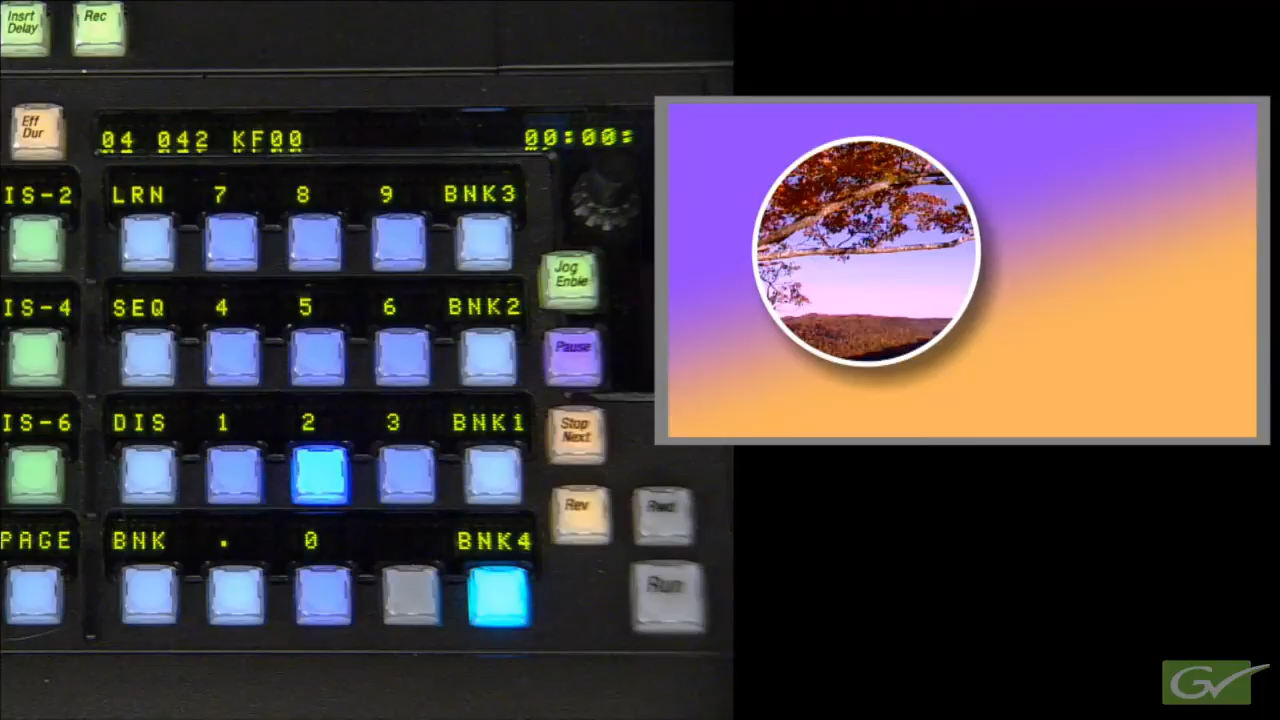 Insrt Delay
Rec
Eff Dur
04 042 KF00
00:00:
IS-2 LRN 7 8 9 BNK3
Jog Enble
IS-4 SEQ 4 5 6 BNK2
Pause
IS-6 DIS 1 2 3 BNK1
Stop Next
Rev
Rwd
PAGE BNK . 0 BNK4
Run
GV